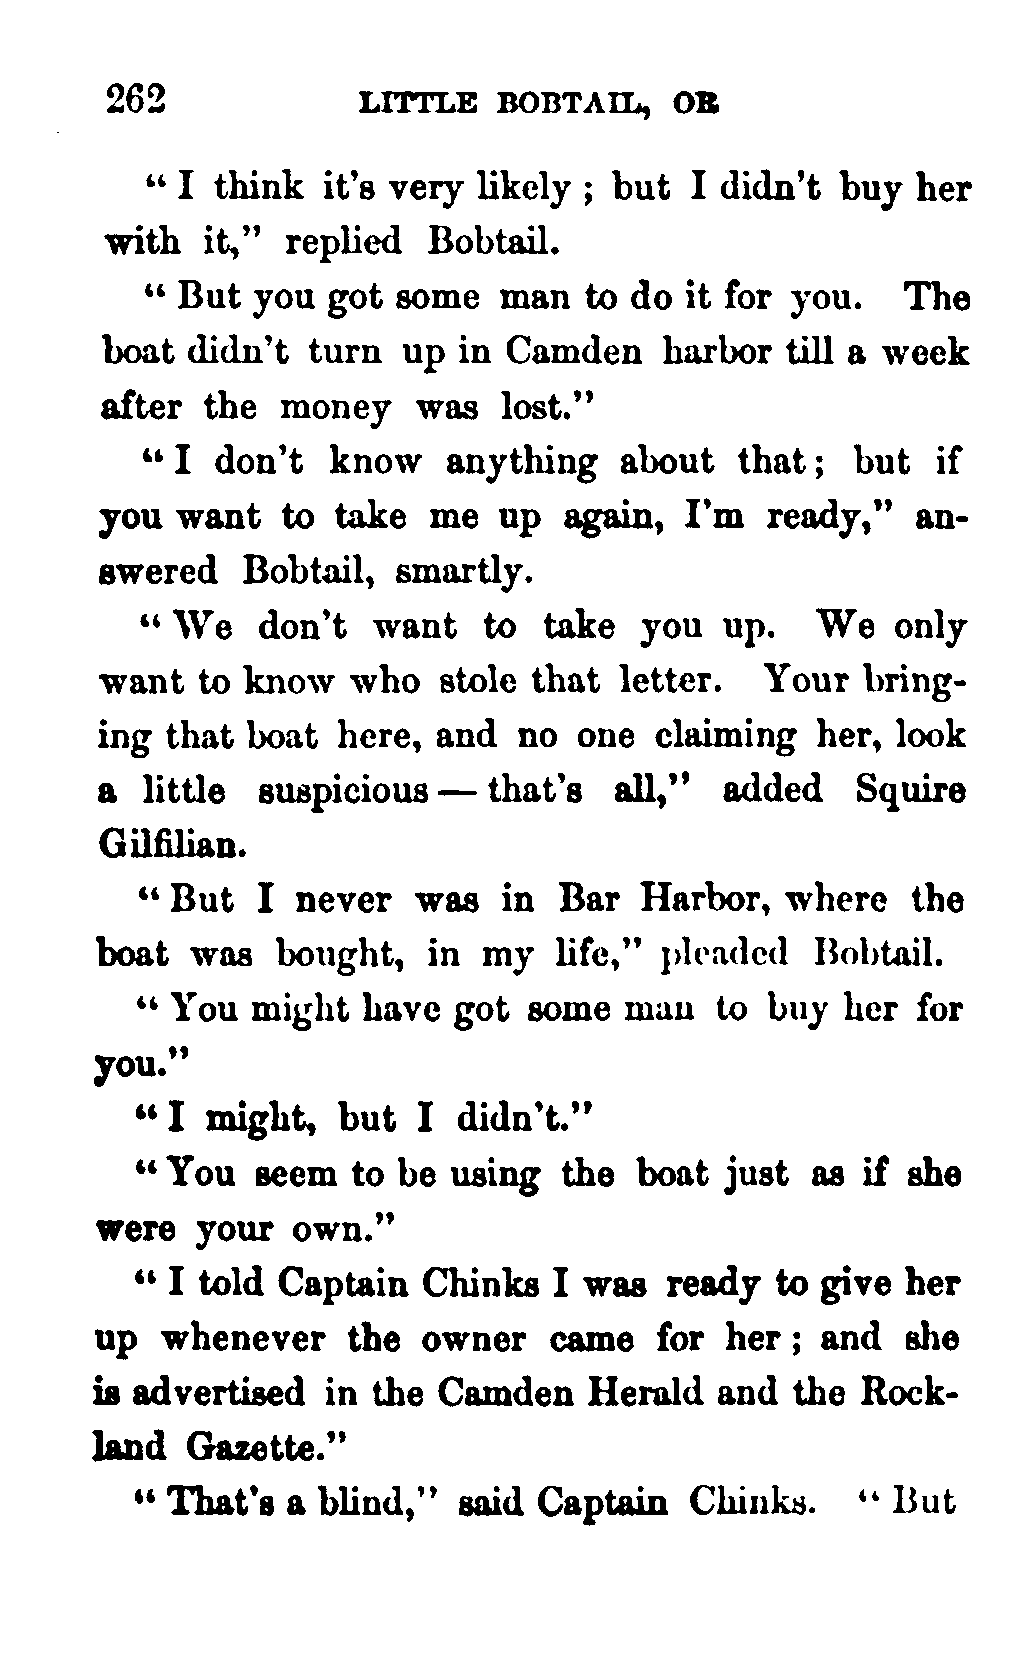 262 LITTLE BOBTAIL, OR
“ I think it’s very likely ; but I didn’t buy her
with it,” replied Bobtail.
“ But you got some man to do it for you. The
boat didn’t turn up in Camden harbor till a week
after the money was lost.”
“ I don’t know anything about that ; but if
you want to take me up again, I’m ready,” an-
swered Bobtail, smartly.
“ We don’t want to take you up. We only
want to know who stole that letter. Your bring-
ing that boat here, and no one claiming her, look
a little suspicious — that’s all,” added Squire
Gilfilian.
“ But I never was in Bar Harbor, where the
boat was bought, in my life,” pleaded Bobtail.
“ You might have got some man to buy her for
you.”
“ I might, but I didn’t.”
“ You seem to be using the boat just as if she
were your own.”
“ I told Captain Chinks I was ready to give her
up whenever the owner came for her ; and she
is advertised in the Camden Herald and the Rock-
land Gazette.”
“ That’s a blind,” said Captain Chinks. “ But